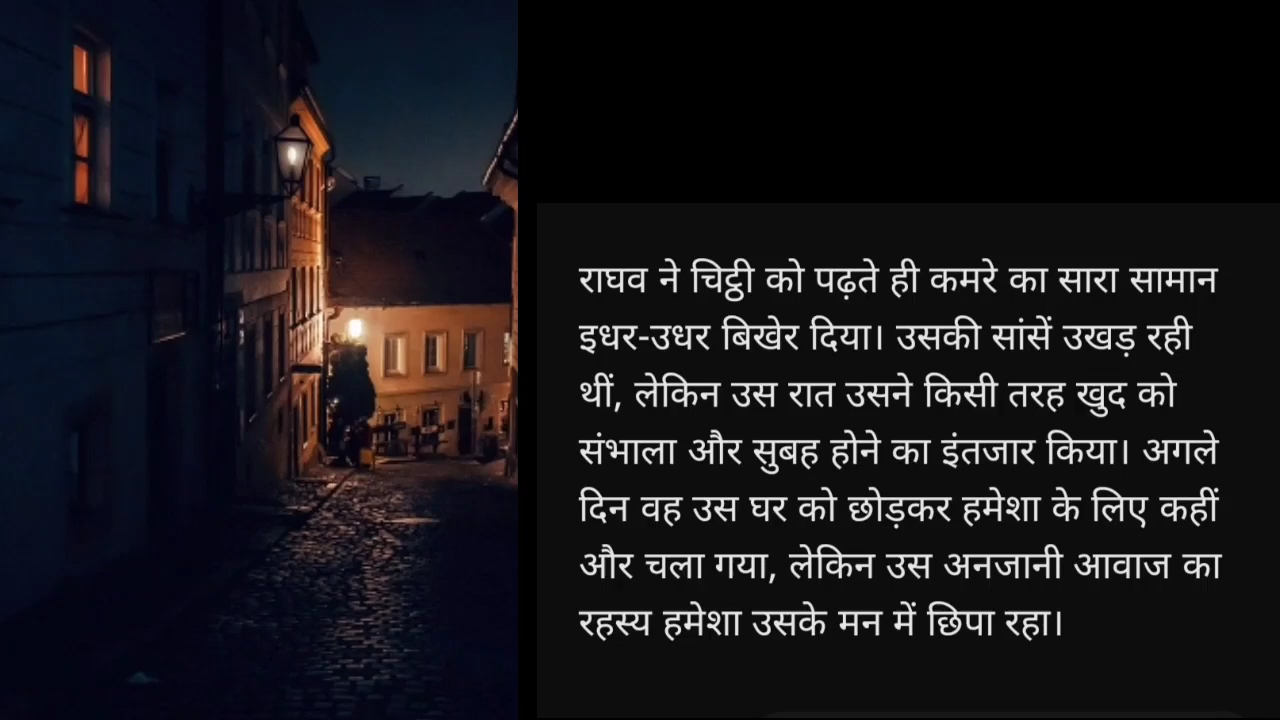 राघव ने चिट्ठी को पढ़ते ही कमरे का सारा सामान
इधर-उधर बिखेर दिया। उसकी सांसें उखड़ रही
थीं, लेकिन उस रात उसने किसी तरह खुद को
संभाला और सुबह होने का इंतजार किया। अगले
दिन वह उस घर को छोड़कर हमेशा के लिए कहीं
और चला गया, लेकिन उस अनजानी आवाज का
रहस्य हमेशा उसके मन में छिपा रहा।